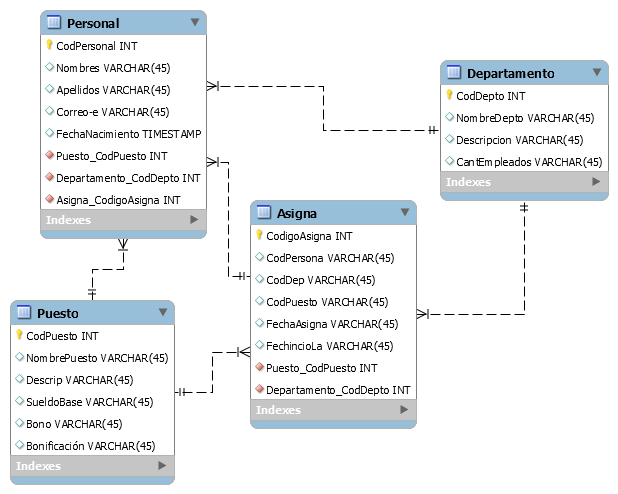 Personal
CodPersonal INT
Nombres VARCHAR(45)
Apellidos VARCHAR(45)
Correo-e VARCHAR(45)
FechaNacimiento TIMESTAMP
Puesto_CodPuesto INT
Departamento_CodDepto INT
Asigna_CodigoAsigna INT
Indexes
Departamento
CodDepto INT
NombreDepto VARCHAR(45)
Descripcion VARCHAR(45)
CantEmpleados VARCHAR(45)
Indexes
Asigna
CodigoAsigna INT
CodPersona VARCHAR(45)
CodDep VARCHAR(45)
CodPuesto VARCHAR(45)
FechaAsigna VARCHAR(45)
FechincioLa VARCHAR(45)
Puesto_CodPuesto INT
Departamento_CodDepto INT
Indexes
Puesto
CodPuesto INT
NombrePuesto VARCHAR(45)
Descrip VARCHAR(45)
SueldoBase VARCHAR(45)
Bono VARCHAR(45)
Bonificación VARCHAR(45)
Indexes